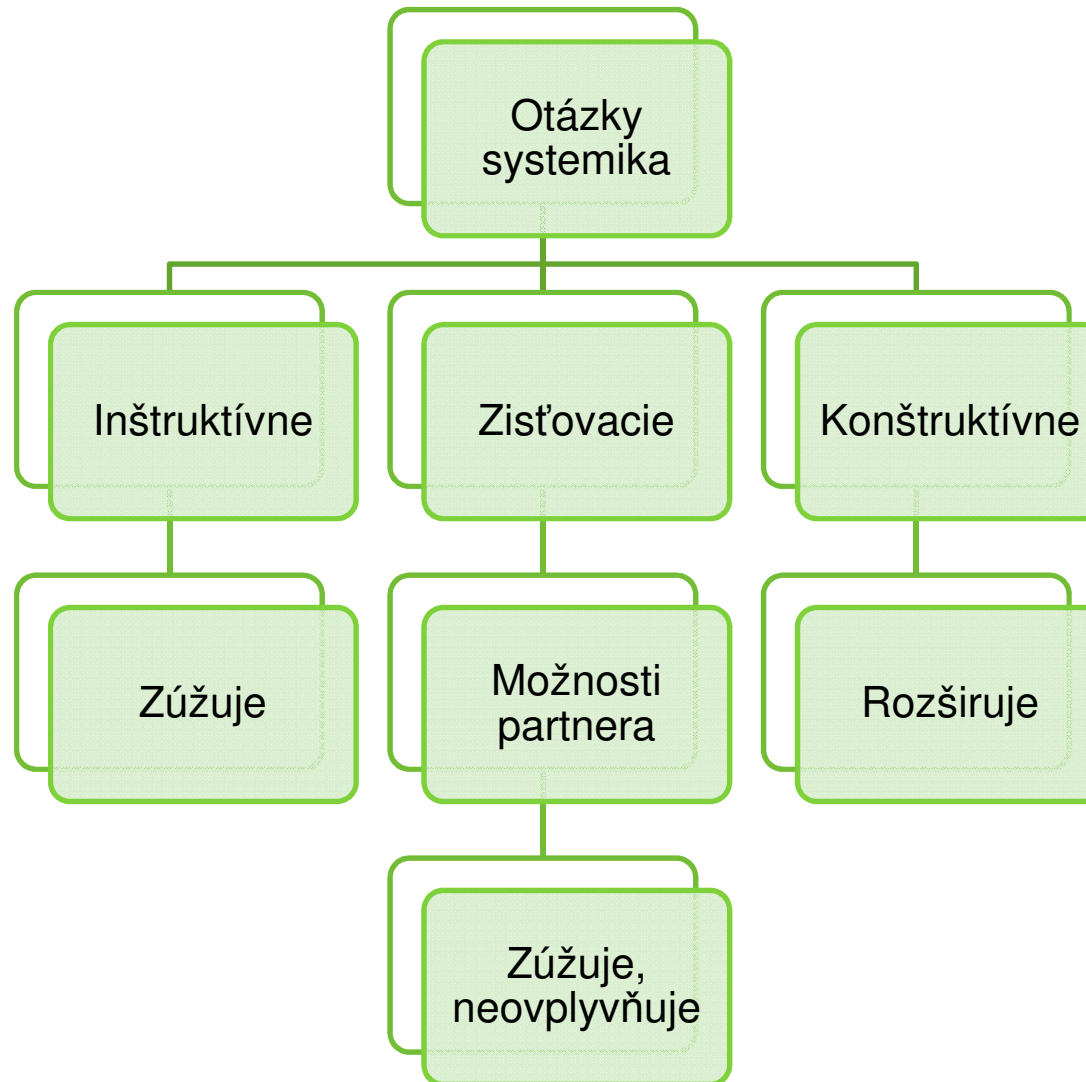 Otázky
systemika
Inštruktívne
Zisťovacie
Konštruktívne
Zúžuje
Možnosti
partnera
Rozširuje
Zúžuje,
neovplyvňuje